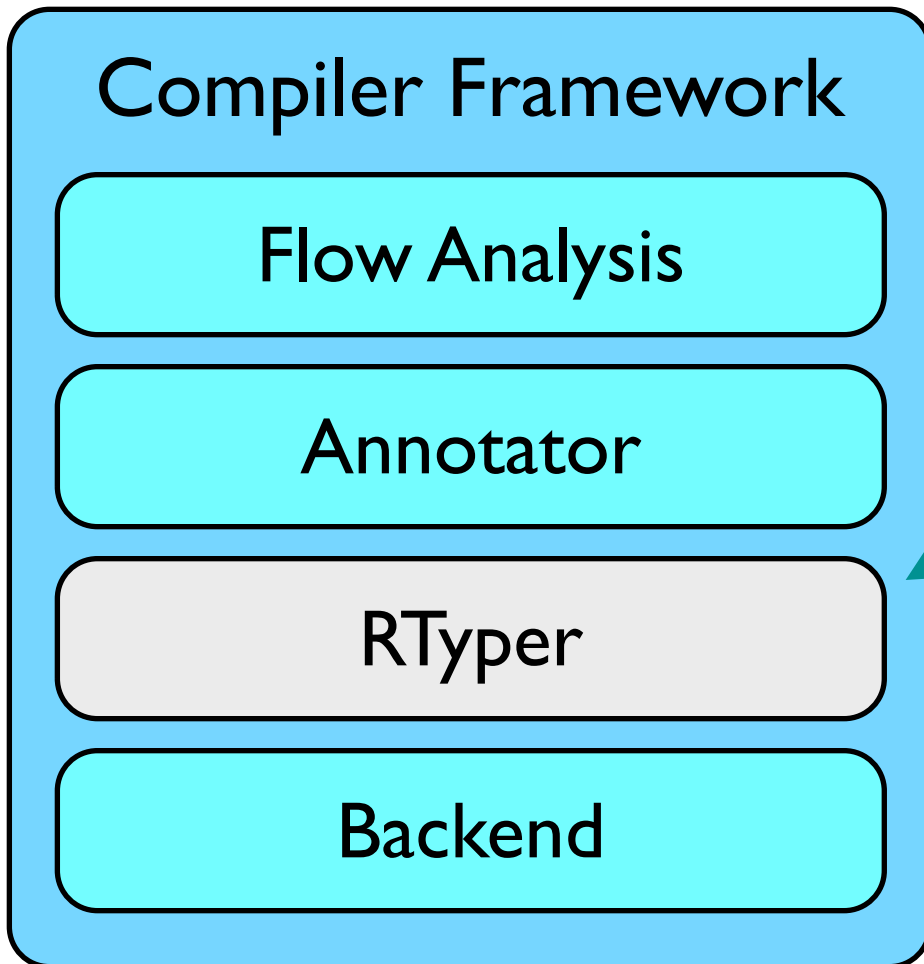 Compiler Framework
Flow Analysis
Annotator
RTyper
Backend